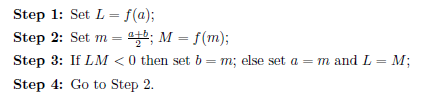 Step 1: Set L = f(a);
Step 2: Set m = \frac{a+b}{2}; M = f(m);
Step 3: If LM < 0 then set b = m; else set a = m and L = M;
Step 4: Go to Step 2.